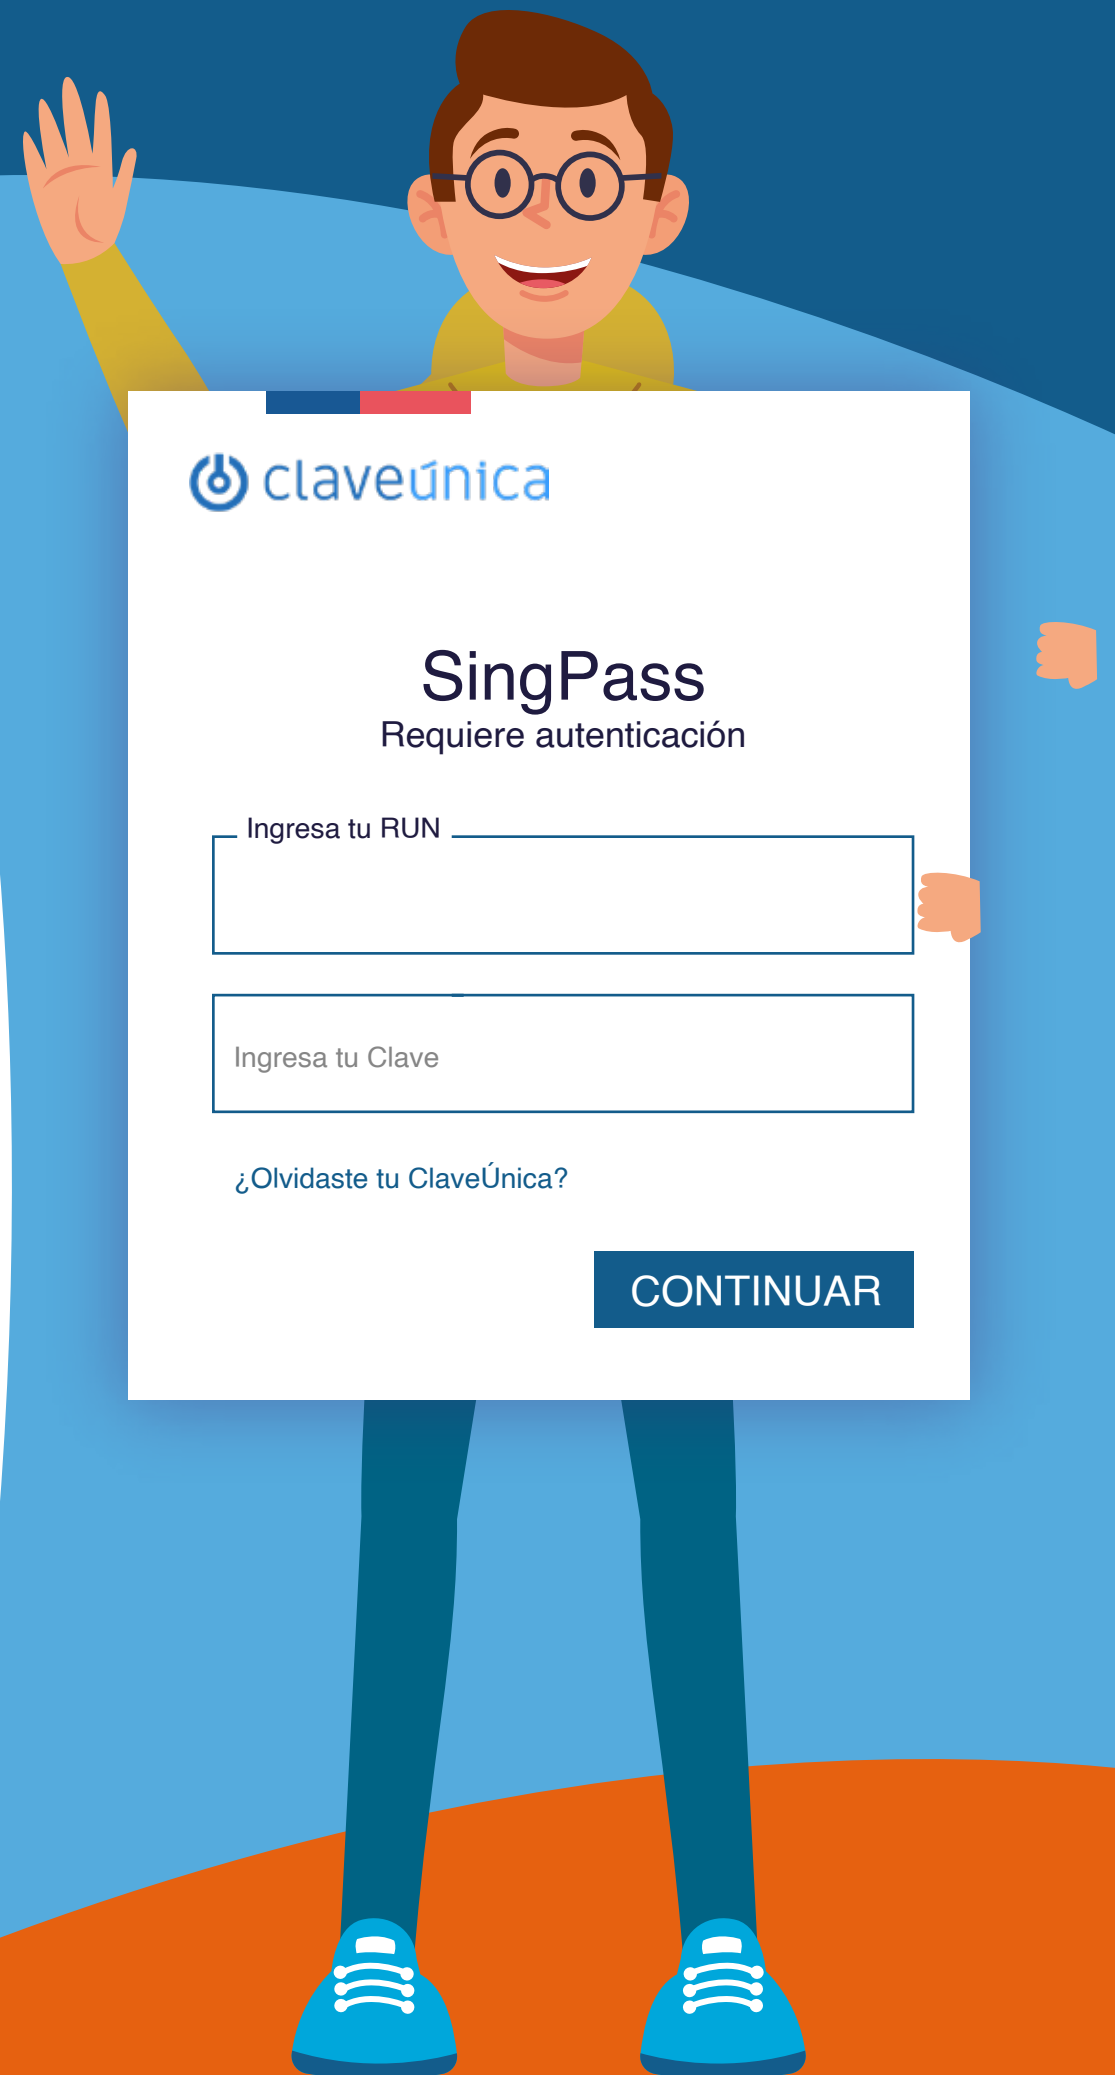 claveúnica
SingPass
Requiere autenticación
Ingresa tu RUN
Ingresa tu Clave
¿Olvidaste tu ClaveÚnica?
CONTINUAR